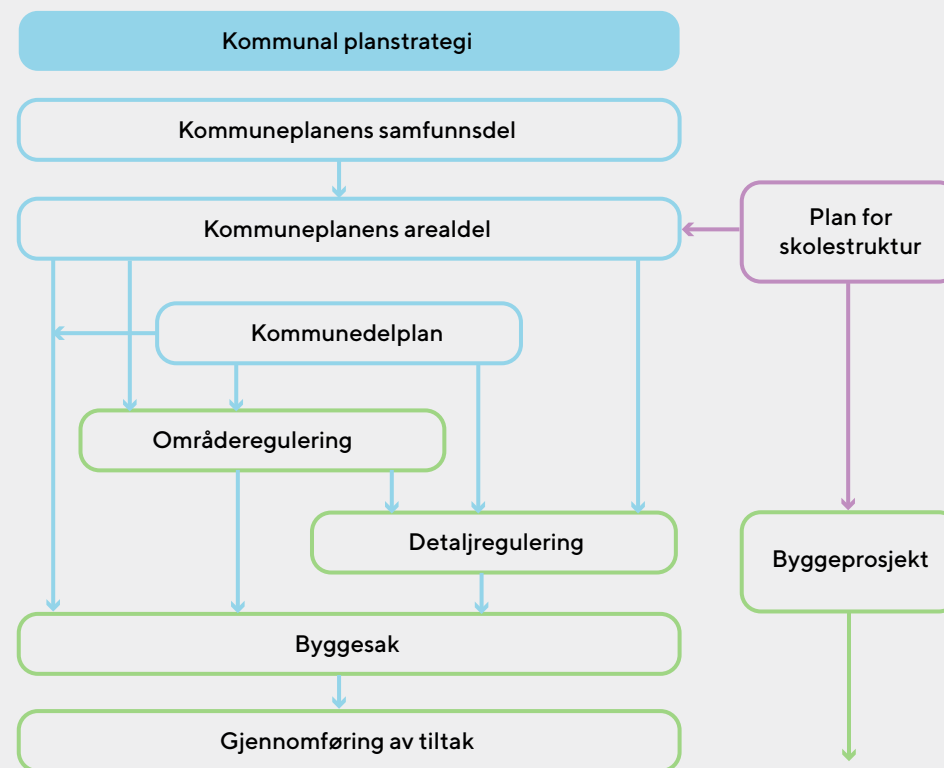 Kommunal planstrategi
Kommuneplanens samfunnsdel
Kommuneplanens arealdel
Plan for
skolestruktur
Kommunedelplan
Områderegulering
Detaljregulering
Byggeprosjekt
Byggesak
Gjennomføring av tiltak